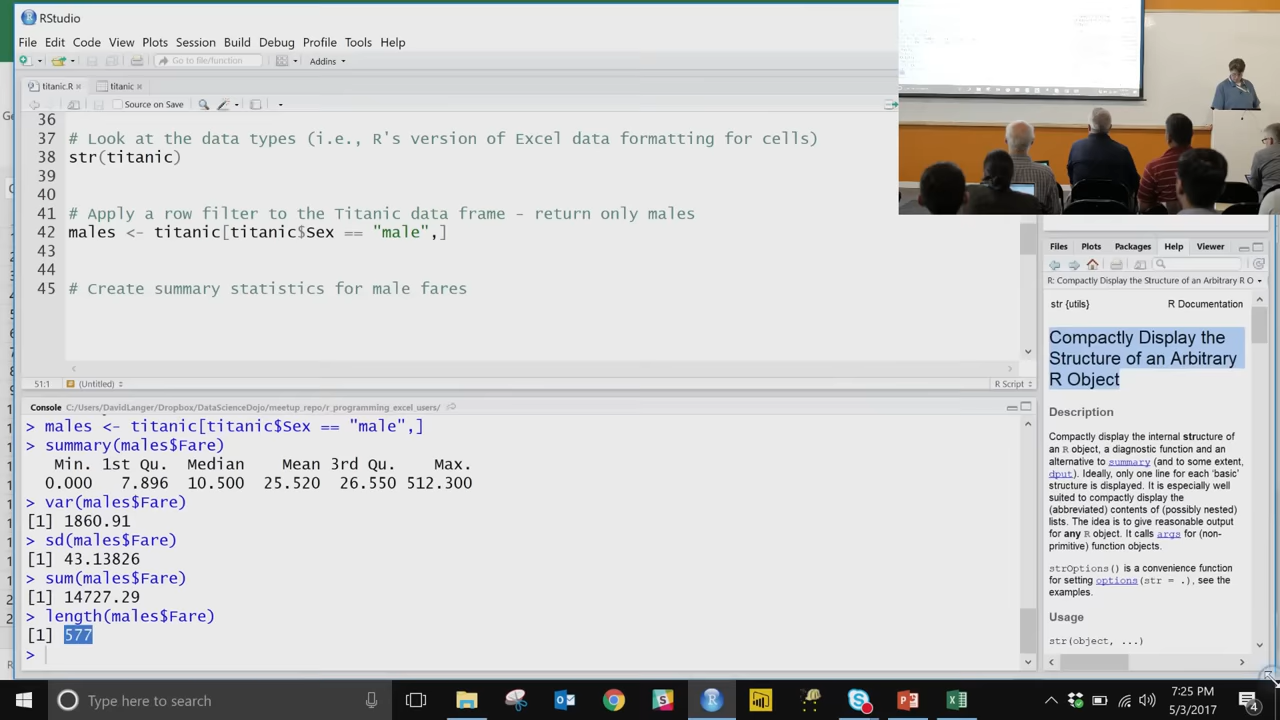 RStudio
File Edit Code View Plots Session Build Debug Profile Tools Help
Go to file/function
Addins
titanic.R
titanic
Source on Save
36
37 # Look at the data types (i.e., R's version of Excel data formatting for cells)
38 str(titanic)
39
40
41 # Apply a row filter to the Titanic data frame - return only males
42 males <- titanic[titanic$Sex == "male",]
43
44
45 # Create summary statistics for male fares
51:1 (Untitled) R Script
Console C:/Users/DavidLanger/Dropbox/DataScienceDojo/meetup repo/r_programming_excel_users/
> males <- titanic[titanic$Sex == "male",]
> summary(males$Fare)
Min. 1st Qu. Median Mean 3rd Qu. Max.
0.000 7.896 10.500 25.520 26.550 512.300
> var(males$Fare)
[1] 1860.91
> sd(males$Fare)
[1] 43.13826
> sum(males$Fare)
[1] 14727.29
> length(males$Fare)
[1] 577
>
Files Plots Packages Help Viewer
R: Compactly Display the Structure of an Arbitrary R O
str {utils} R Documentation
Compactly Display the
Structure of an Arbitrary
R Object
Description
Compactly display the internal structure of
an R object, a diagnostic function and an
alternative to summary (and to some extent,
dput). Ideally, only one line for each 'basic'
structure is displayed. It is especially well
suited to compactly display the
(abbreviated) contents of (possibly nested)
lists. The idea is to give reasonable output
for any R object. It calls args for (non-
primitive) function objects.
strOptions() is a convenience function
for setting options(str = .), see the
examples.
Usage
str(object, ...)
Type here to search
7:25 PM
5/3/2017
4